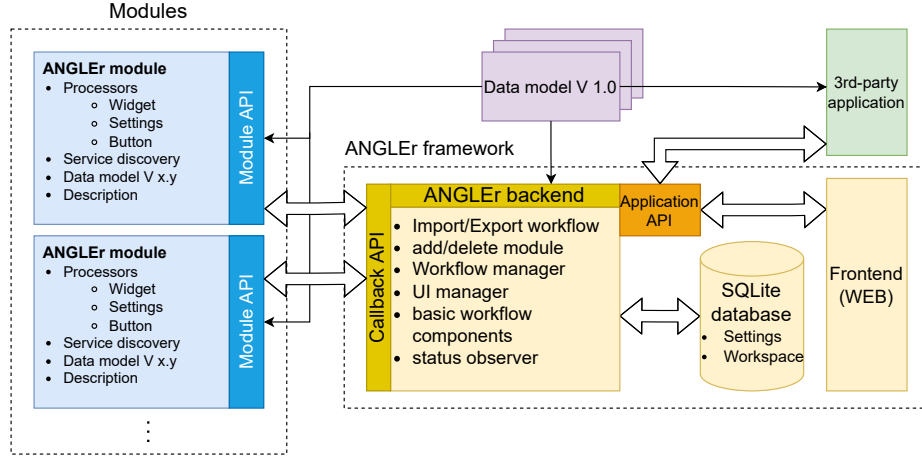 Modules
ANGLEr module
• Processors
○ Widget
○ Settings
○ Button
• Service discovery
• Data model V x.y
• Description
Module API
ANGLEr module
• Processors
○ Widget
○ Settings
○ Button
• Service discovery
• Data model V x.y
• Description
Module API
⋮
Data model V 1.0
3rd-party
application
ANGLEr framework
Callback API
ANGLEr backend
• Import/Export workflow
• add/delete module
• Workflow manager
• UI manager
• basic workflow
components
• status observer
Application
API
SQLite
database
• Settings
• Workspace
Frontend
(WEB)